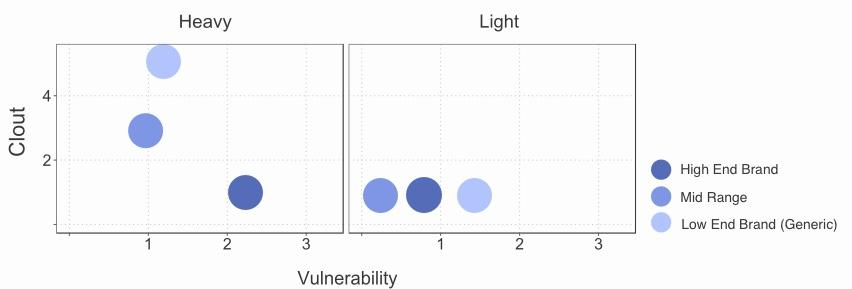 Heavy
Light
Clout
4
2
1 2 3
1 2 3
Vulnerability
High End Brand
Mid Range
Low End Brand (Generic)